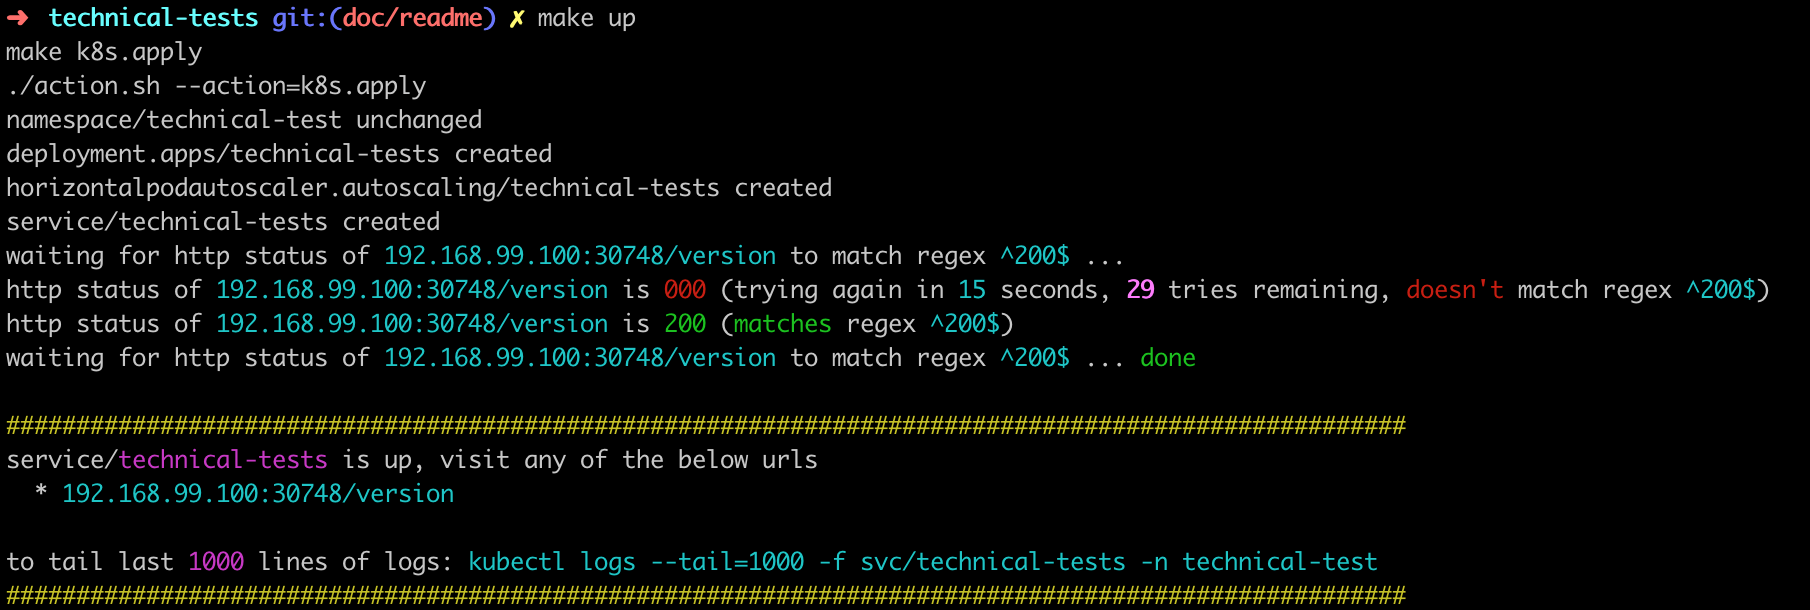 ➜ technical-tests git:(doc/readme) ✗ make up
make k8s.apply
./action.sh --action=k8s.apply
namespace/technical-test unchanged
deployment.apps/technical-tests created
horizontalpodautoscaler.autoscaling/technical-tests created
service/technical-tests created
waiting for http status of 192.168.99.100:30748/version to match regex ^200$ ...
http status of 192.168.99.100:30748/version is 000 (trying again in 15 seconds, 29 tries remaining, doesn't match regex ^200$)
http status of 192.168.99.100:30748/version is 200 (matches regex ^200$)
waiting for http status of 192.168.99.100:30748/version to match regex ^200$ ... done
####################################################################################################
service/technical-tests is up, visit any of the below urls
  * 192.168.99.100:30748/version
to tail last 1000 lines of logs: kubectl logs --tail=1000 -f svc/technical-tests -n technical-test
####################################################################################################